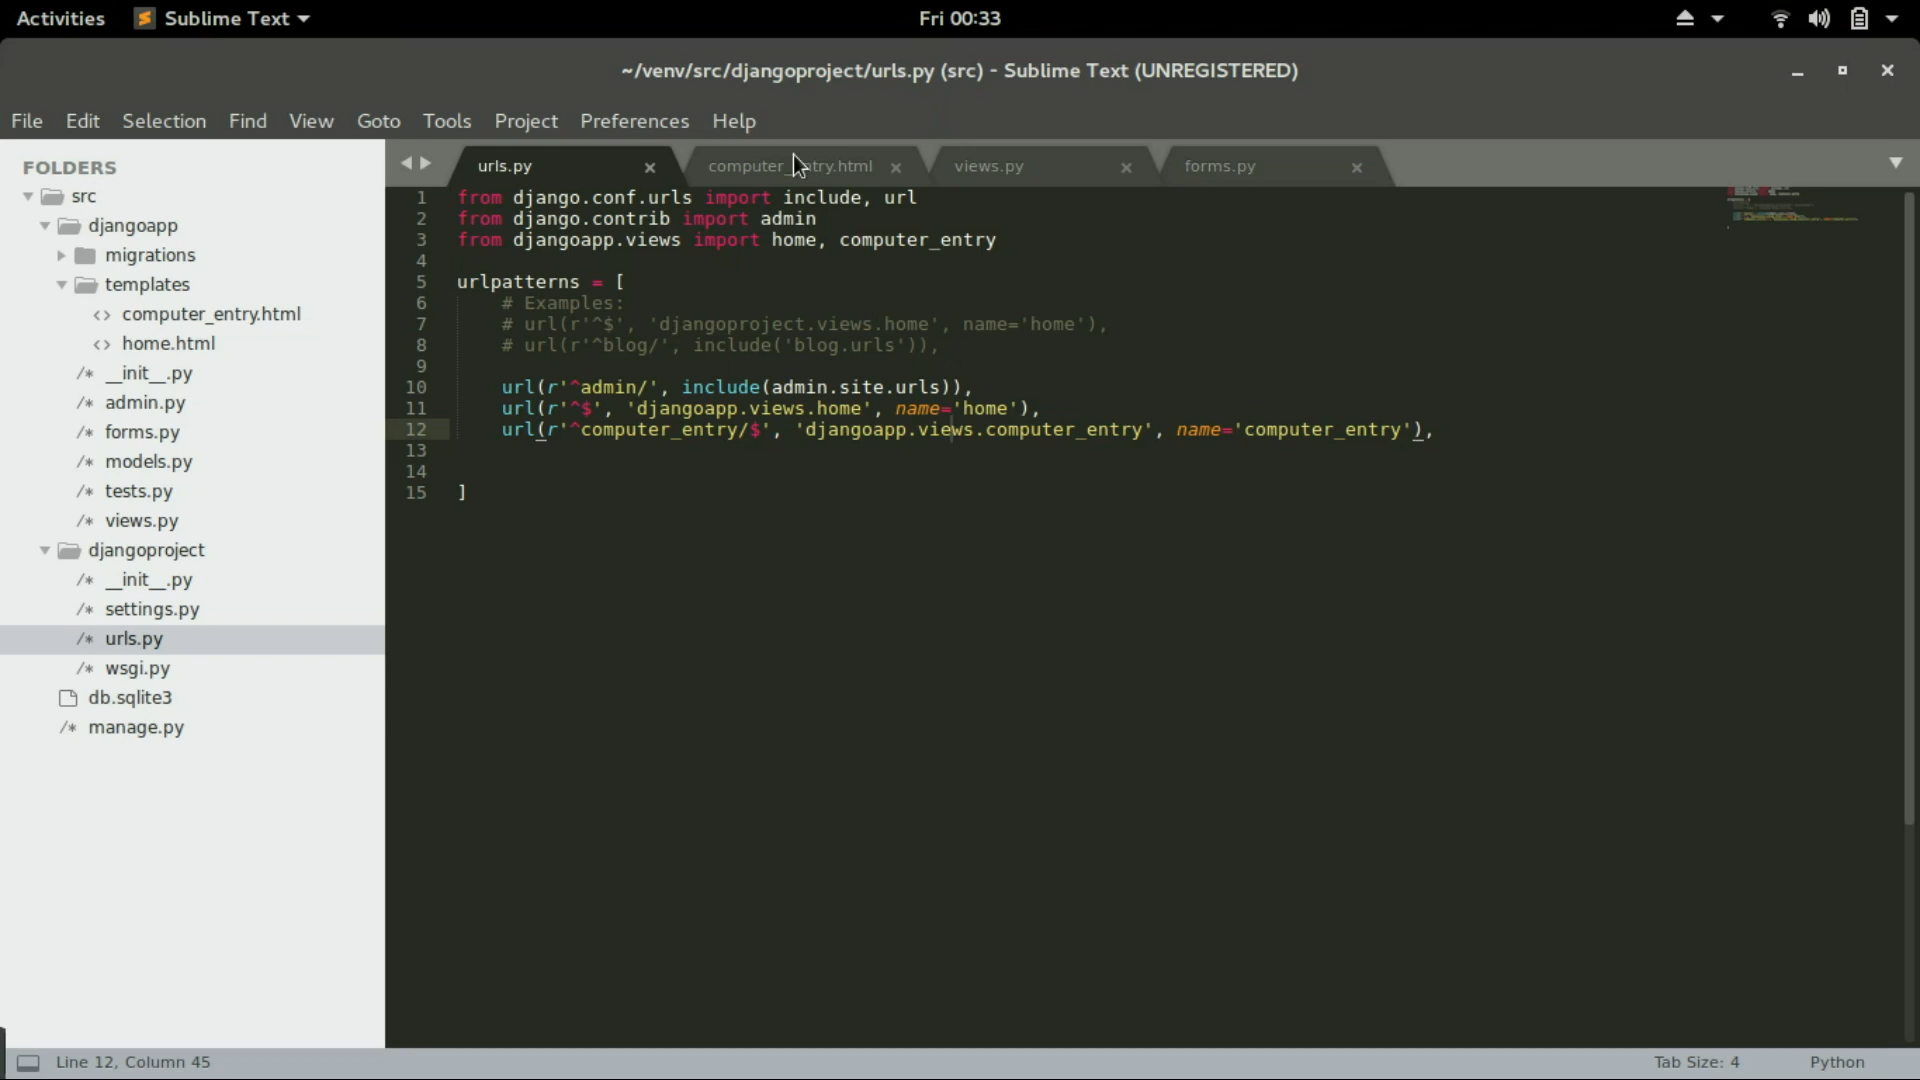 Activities Sublime Text Fri 00:33
~/venv/src/djangoproject/urls.py (src) - Sublime Text (UNREGISTERED)
File Edit Selection Find View Goto Tools Project Preferences Help
FOLDERS
src
djangoapp
migrations
templates
<> computer_entry.html
<> home.html
/* __init__.py
/* admin.py
/* forms.py
/* models.py
/* tests.py
/* views.py
djangoproject
/* __init__.py
/* settings.py
/* urls.py
/* wsgi.py
db.sqlite3
/* manage.py
urls.py views.py forms.py
1 from django.conf.urls import include, url
2 from django.contrib import admin
3 from djangoapp.views import home, computer_entry
4
5 urlpatterns = [
6 # Examples:
7 # url(r'^$', 'djangoproject.views.home', name='home'),
8 # url(r'^blog/', include('blog.urls')),
9
10 url(r'^admin/', include(admin.site.urls)),
11 url(r'^$', 'djangoapp.views.home', name='home'),
12 url(r'^computer_entry/$', 'djangoapp.views.computer_entry', name='computer_entry'),
13
14
15 ]
Line 12, Column 45 Tab Size: 4 Python